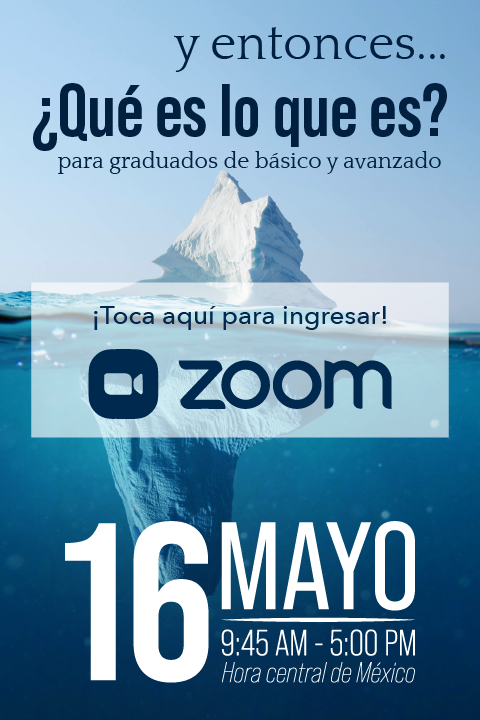 y entonces...
¿Qué es lo que es?
para graduados de básico y avanzado
¡Toca aquí para ingresar!
zoom
16 MAYO
9:45 AM - 5:00 PM
Hora central de México